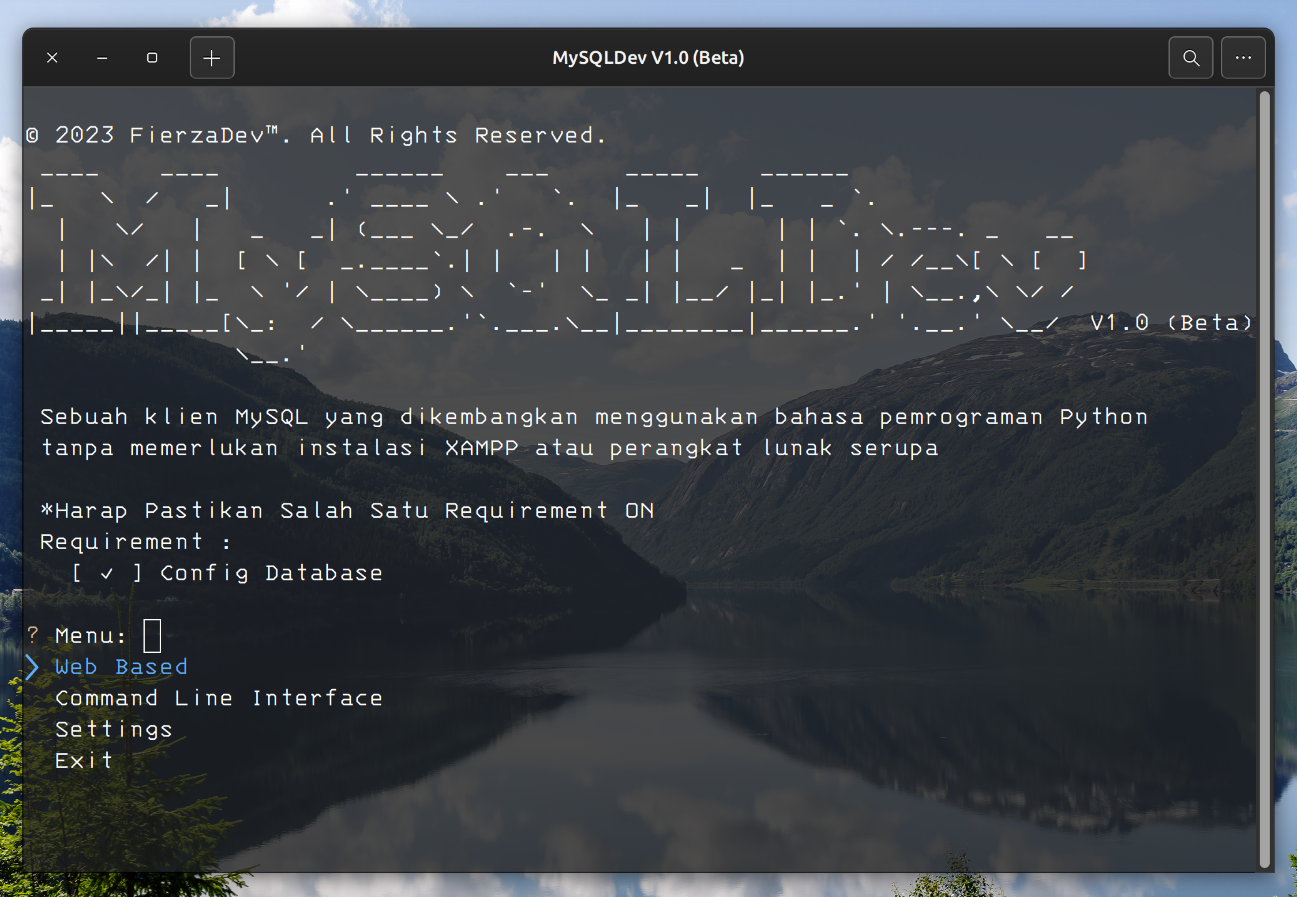 MySQLDev V1.0 (Beta)
© 2023 FierzaDev™. All Rights Reserved.
MySQLDev
V1.0 (Beta)
Sebuah klien MySQL yang dikembangkan menggunakan bahasa pemrograman Python
tanpa memerlukan instalasi XAMPP atau perangkat lunak serupa
*Harap Pastikan Salah Satu Requirement ON
Requirement :
[ ✓ ] Config Database
? Menu:
❯ Web Based
Command Line Interface
Settings
Exit